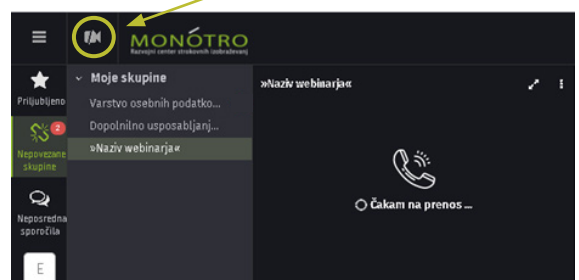 MONÓTRO
Razvojni center strokovnih izobraževanj
Priljubljeno
2
Nepovezane
skupine
Neposredna
sporočila
E
Moje skupine
Varstvo osebnih podatko...
Dopolnilno usposabljanj...
»Naziv webinarja«
»Naziv webinarja«
Čakam na prenos ...